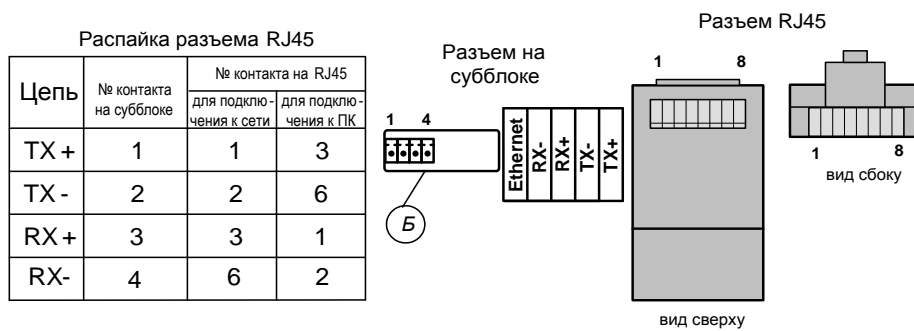 Распайка разъема RJ45
Цепь
№ контакта
на субблоке
№ контакта на RJ45
для подклю-
чения к сети
для подклю-
чения к ПК
TX + 1 1 3
TX - 2 2 6
RX + 3 3 1
RX- 4 6 2
Разъем на
субблоке
1 4
Б
Ethernet
RX-
RX+
TX-
TX+
Разъем RJ45
1 8
вид сверху
1 8
вид сбоку